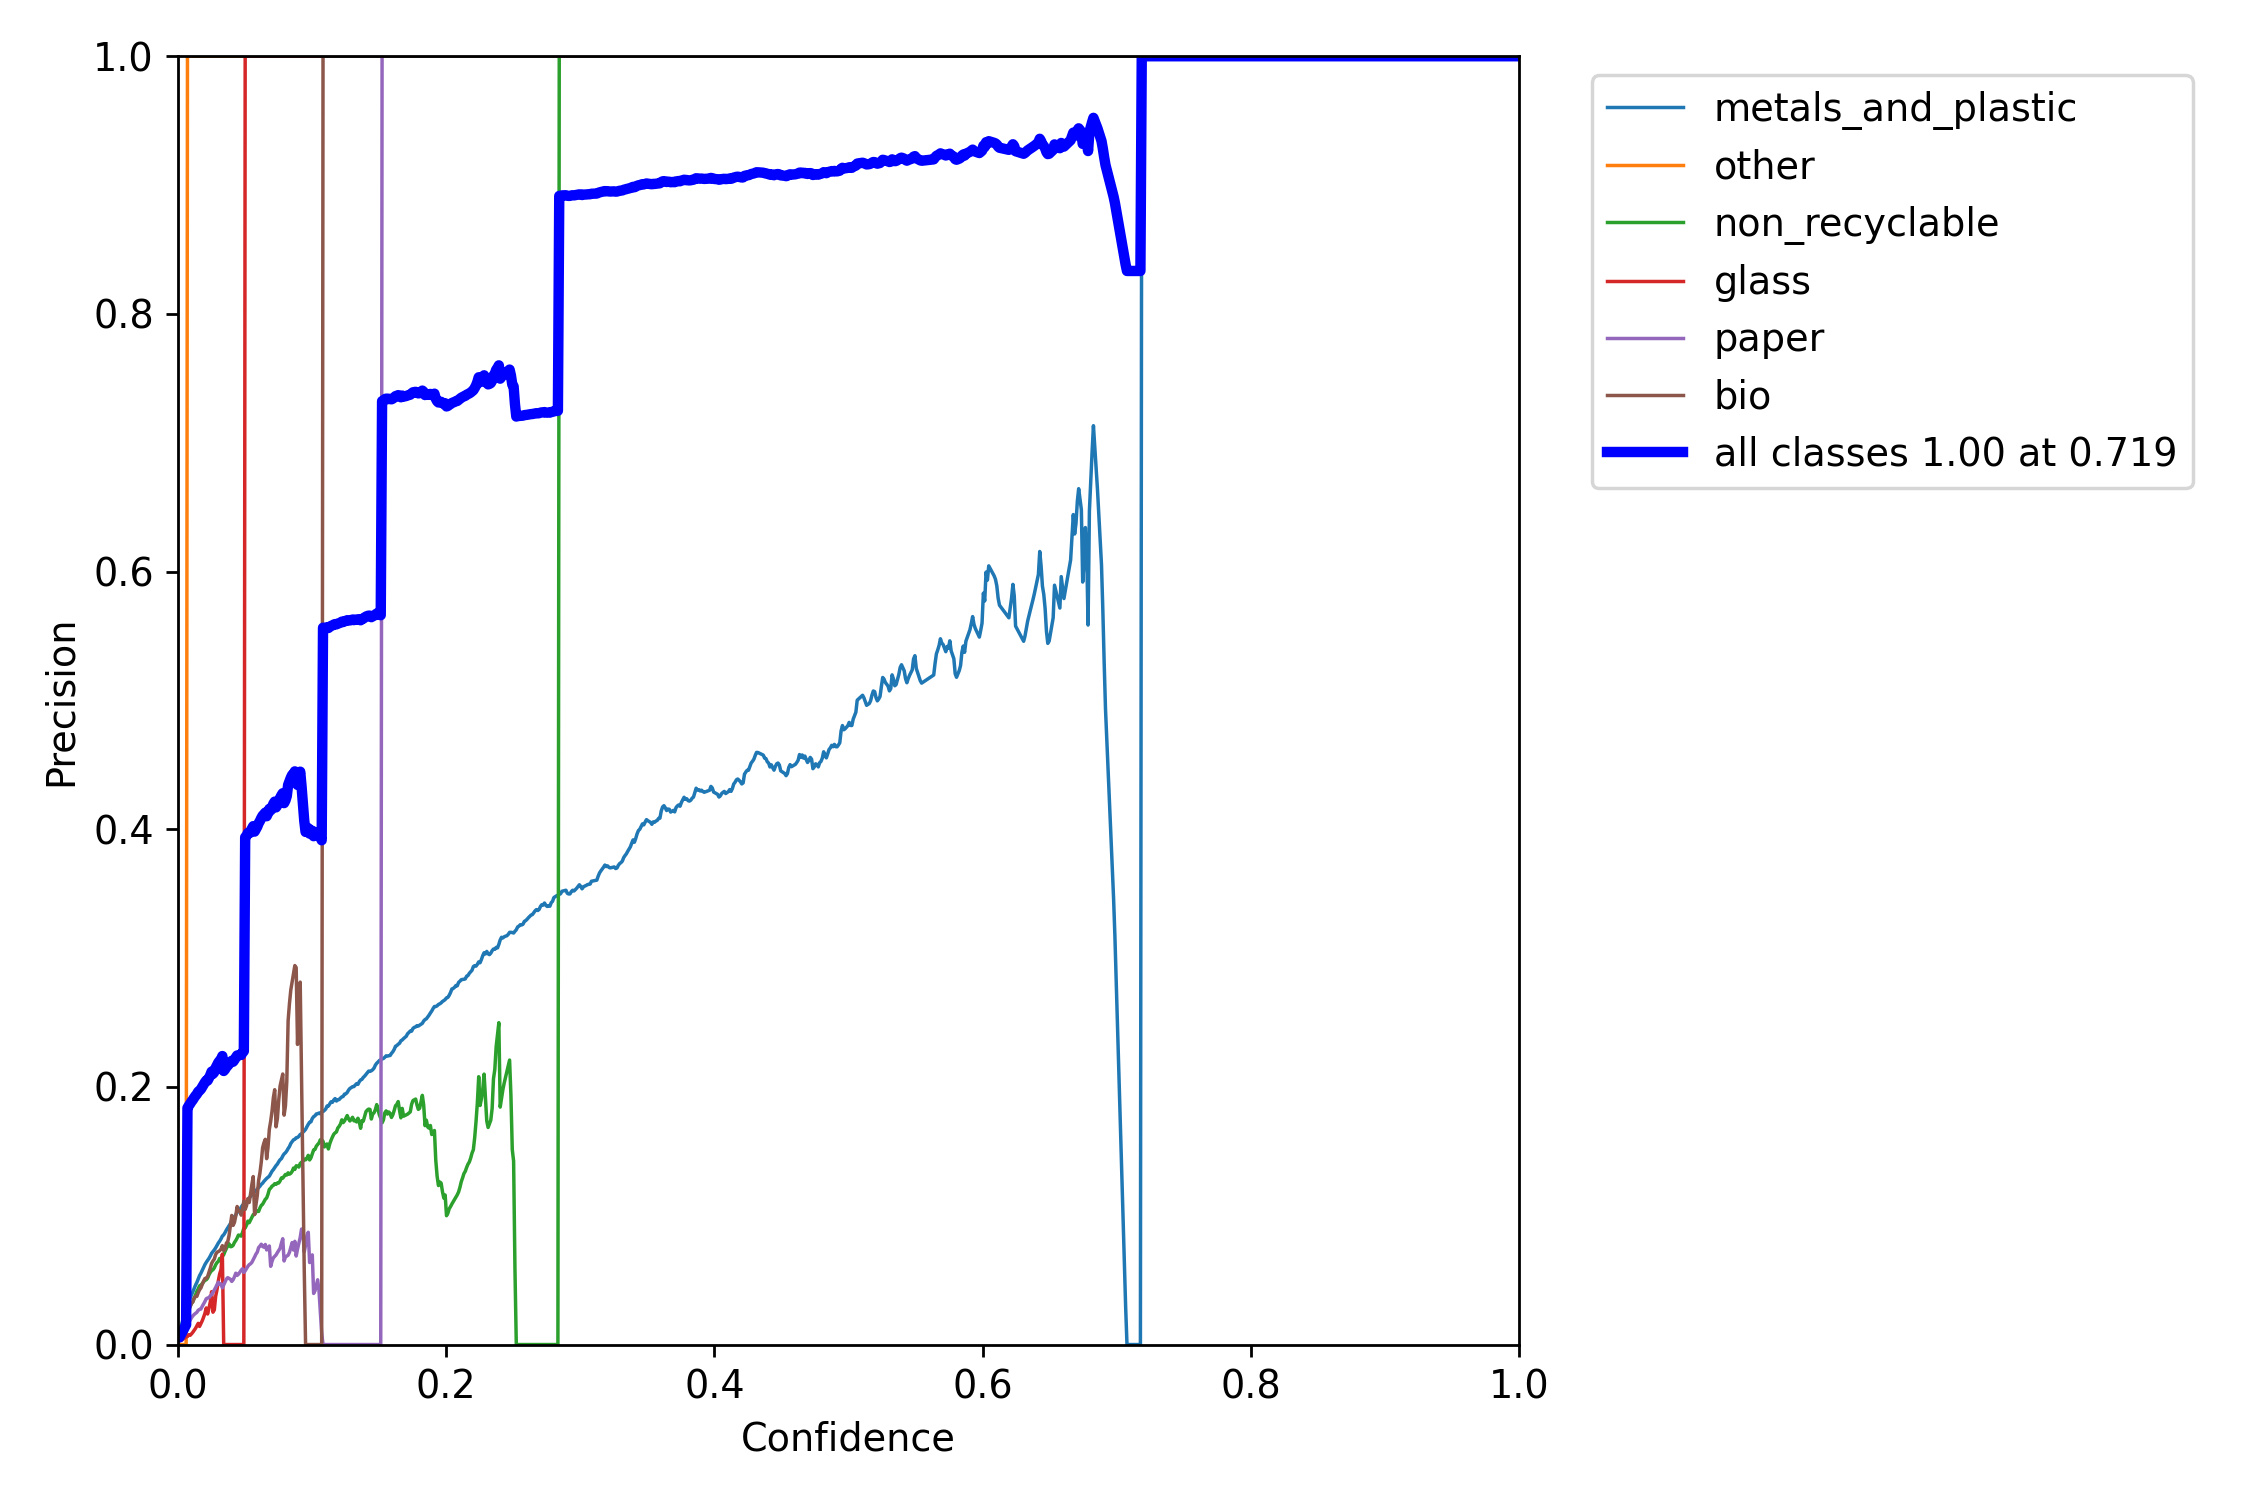 1.0
0.8
0.6
0.4
0.2
0.0
Precision
0.0 0.2 0.4 0.6 0.8 1.0
Confidence
metals_and_plastic
other
non_recyclable
glass
paper
bio
all classes 1.00 at 0.719